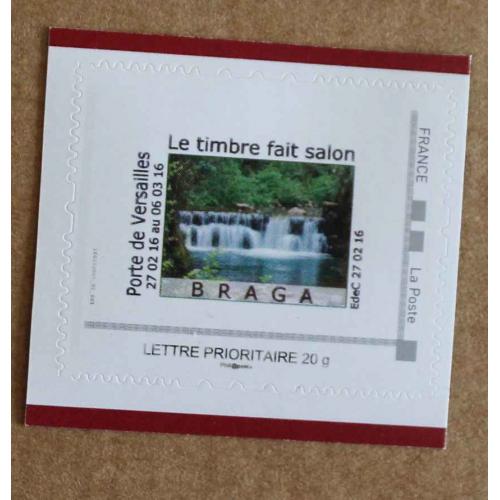 Le timbre fait salon
Porte de Versailles
27 02 16 au 06 03 16
BRAGA
EdeC 27 02 16
FRANCE
La Poste
LETTRE PRIORITAIRE 20 g